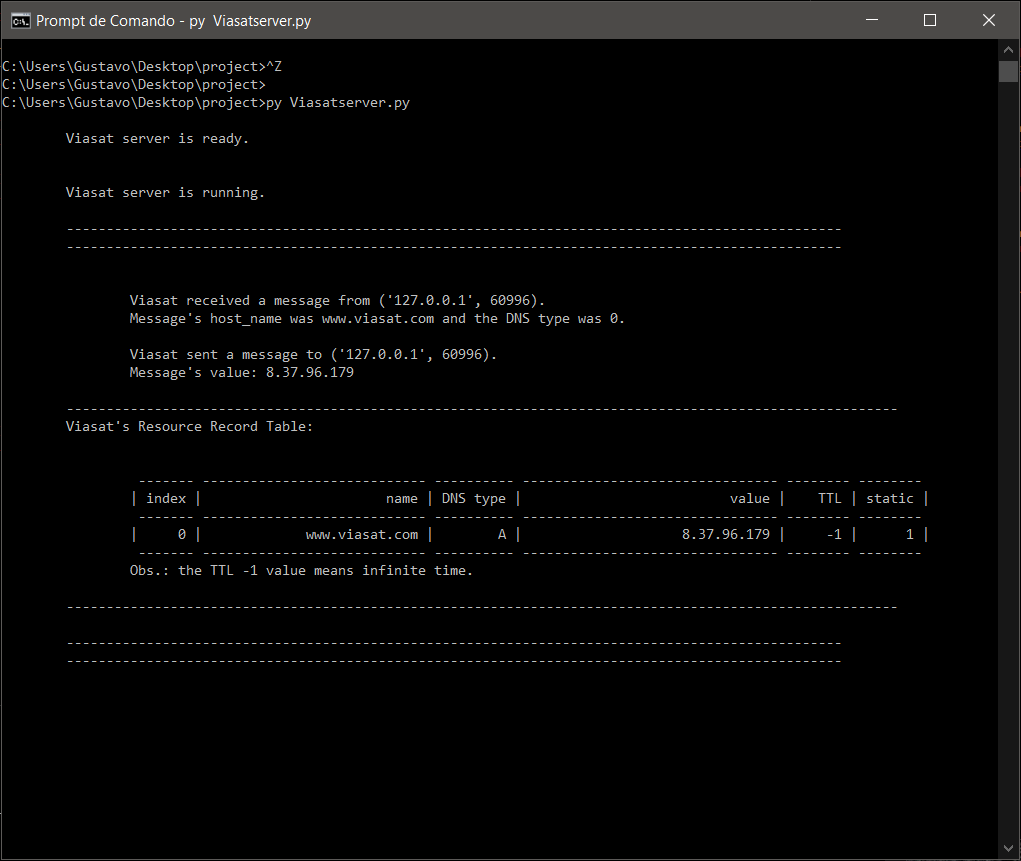 Prompt de Comando - py  Viasatserver.py
C:\Users\Gustavo\Desktop\project>^Z
C:\Users\Gustavo\Desktop\project>
C:\Users\Gustavo\Desktop\project>py Viasatserver.py
Viasat server is ready.
Viasat server is running.
-------------------------------------------------------------------------------------------------
-------------------------------------------------------------------------------------------------
Viasat received a message from ('127.0.0.1', 60996).
Message's host_name was www.viasat.com and the DNS type was 0.
Viasat sent a message to ('127.0.0.1', 60996).
Message's value: 8.37.96.179
--------------------------------------------------------------------------------------------------------
Viasat's Resource Record Table:
------- ---------------------------- ---------- -------------------------------- -------- --------
| index |                       name | DNS type |                          value |    TTL | static |
------- ---------------------------- ---------- -------------------------------- -------- --------
|     0 |             www.viasat.com |        A |                    8.37.96.179 |     -1 |      1 |
------- ---------------------------- ---------- -------------------------------- -------- --------
Obs.: the TTL -1 value means infinite time.
--------------------------------------------------------------------------------------------------------
-------------------------------------------------------------------------------------------------
-------------------------------------------------------------------------------------------------